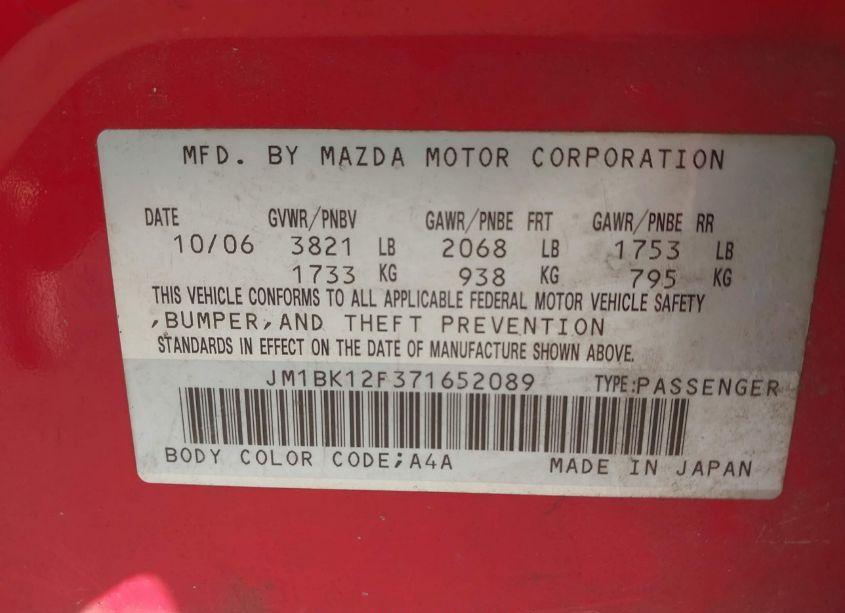 MFD. BY MAZDA MOTOR CORPORATION
DATE GVWR/PNBV GAWR/PNBE FRT GAWR/PNBE RR
10/06 3821 LB 2068 LB 1753 LB
1733 KG 938 KG 795 KG
THIS VEHICLE CONFORMS TO ALL APPLICABLE FEDERAL MOTOR VEHICLE SAFETY
,BUMPER,AND THEFT PREVENTION
STANDARDS IN EFFECT ON THE DATE OF MANUFACTURE SHOWN ABOVE.
JM1BK12F371652089 TYPE:PASSENGER
BODY COLOR CODE;A4A MADE IN JAPAN